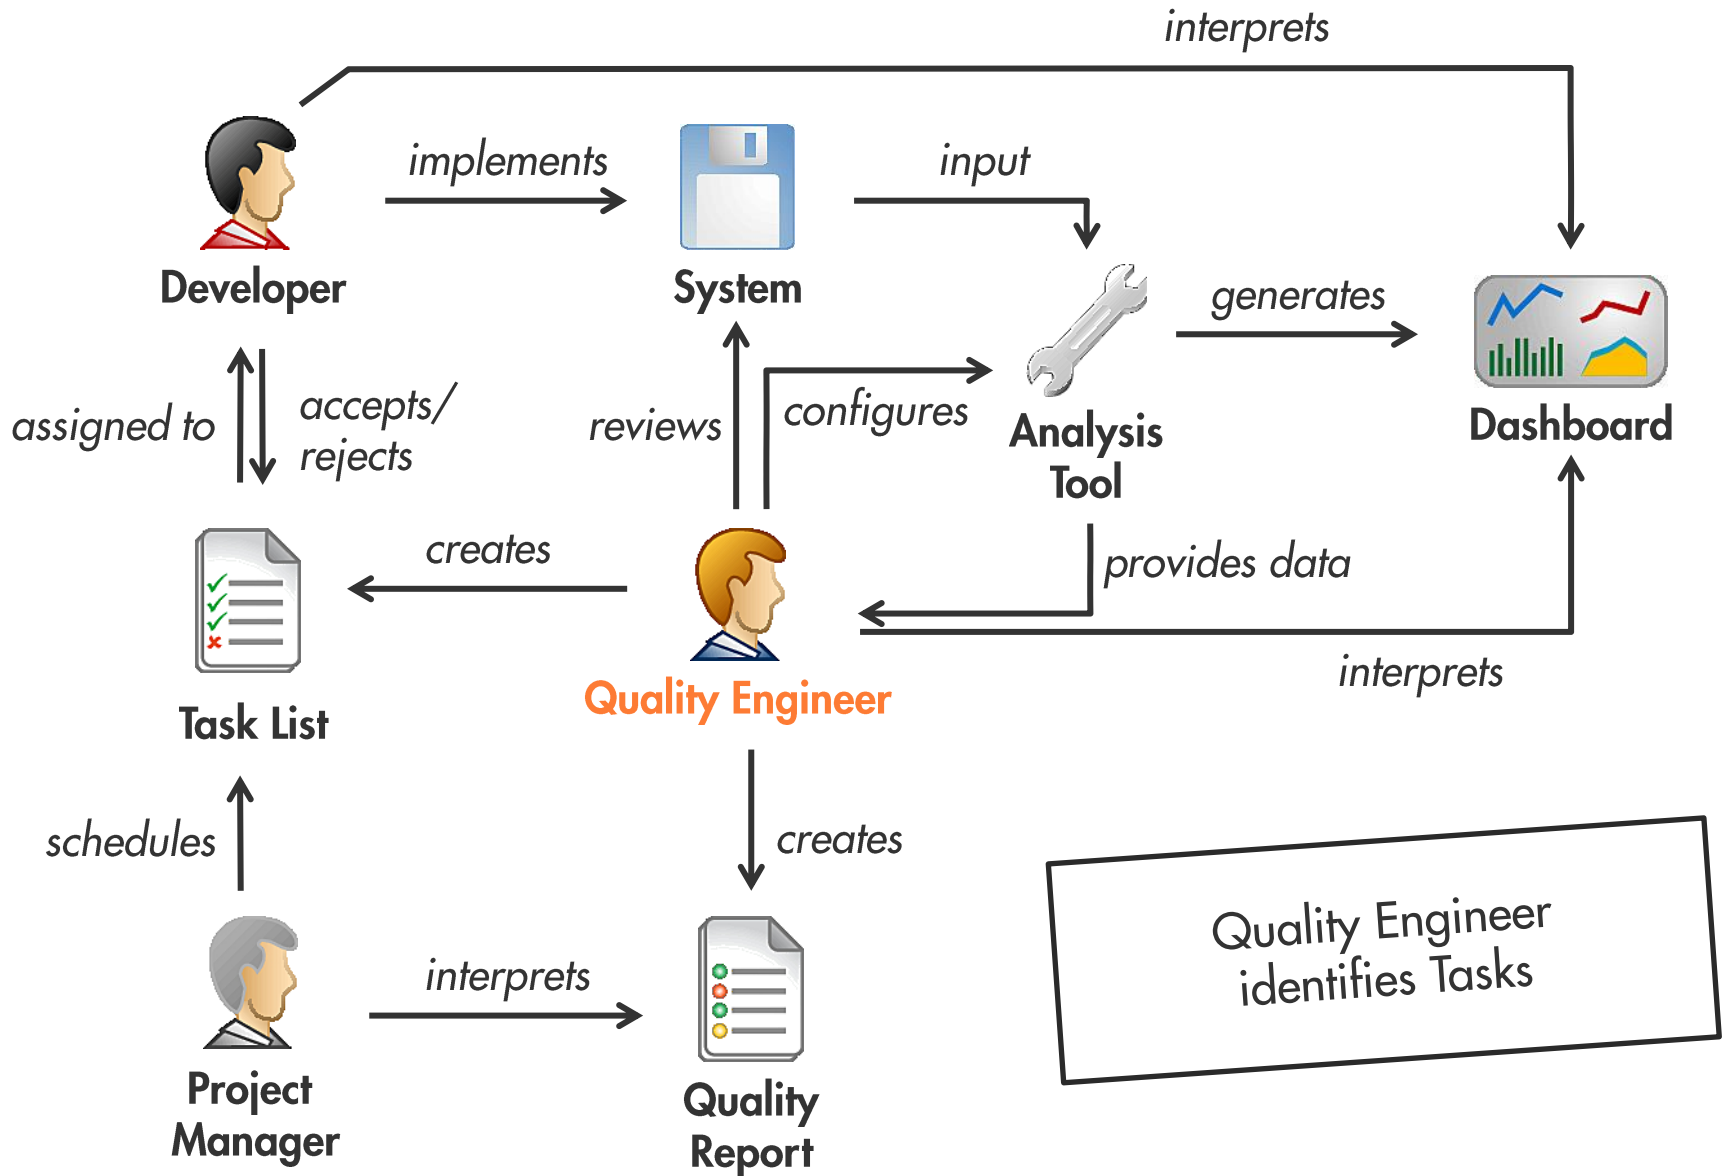 interprets
implements
input
Developer
System
generates
assigned to
accepts/
rejects
reviews
configures
Analysis
Tool
Dashboard
creates
provides data
Task List
Quality Engineer
interprets
schedules
creates
Quality Engineer
identifies Tasks
interprets
Project
Manager
Quality
Report